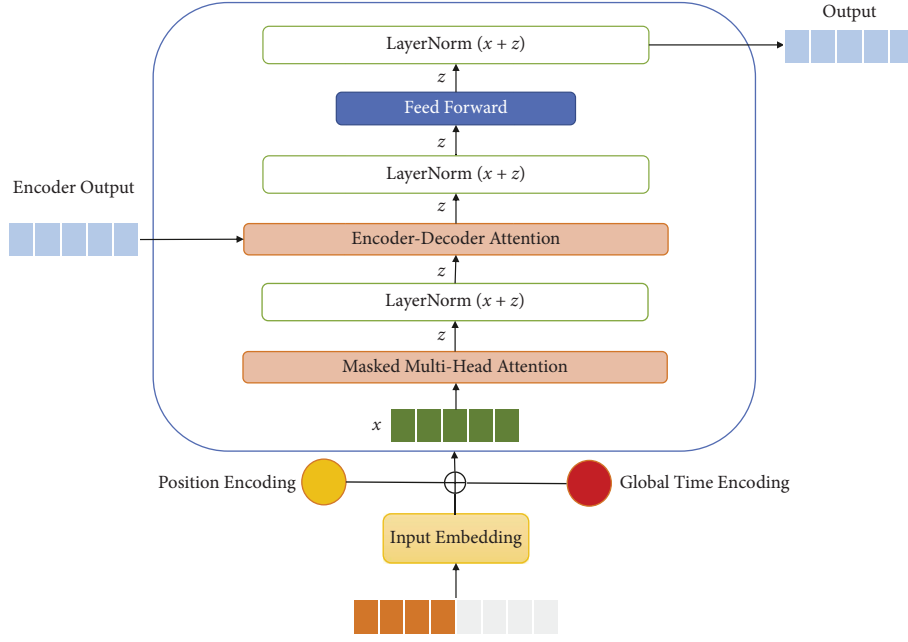 Output
LayerNorm (x + z)
z
Feed Forward
z
LayerNorm (x + z)
Encoder Output
z
Encoder-Decoder Attention
z
LayerNorm (x + z)
z
Masked Multi-Head Attention
x
Position Encoding
Global Time Encoding
Input Embedding